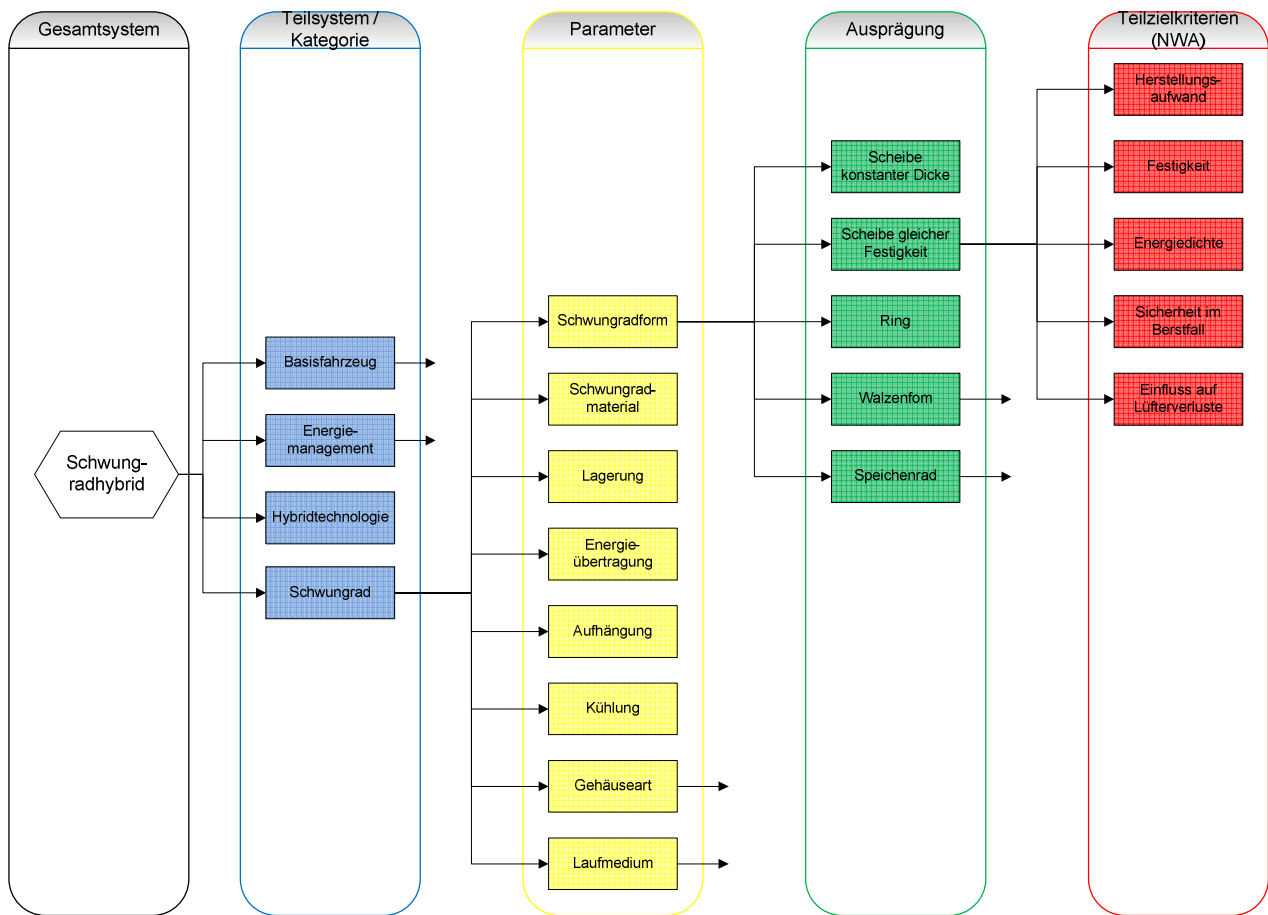 Gesamtsystem
Teilsystem /
Kategorie
Parameter
Ausprägung
Teilzielkriterien
(NWA)
Schwung-
radhybrid
Basisfahrzeug
Energie-
management
Hybridtechnologie
Schwungrad
Schwungradform
Schwungrad-
material
Lagerung
Energie-
übertragung
Aufhängung
Kühlung
Gehäuseart
Laufmedium
Scheibe
konstanter Dicke
Scheibe gleicher
Festigkeit
Ring
Walzenfom
Speichenrad
Herstellungs-
aufwand
Festigkeit
Energiedichte
Sicherheit im
Berstfall
Einfluss auf
Lüfterverluste